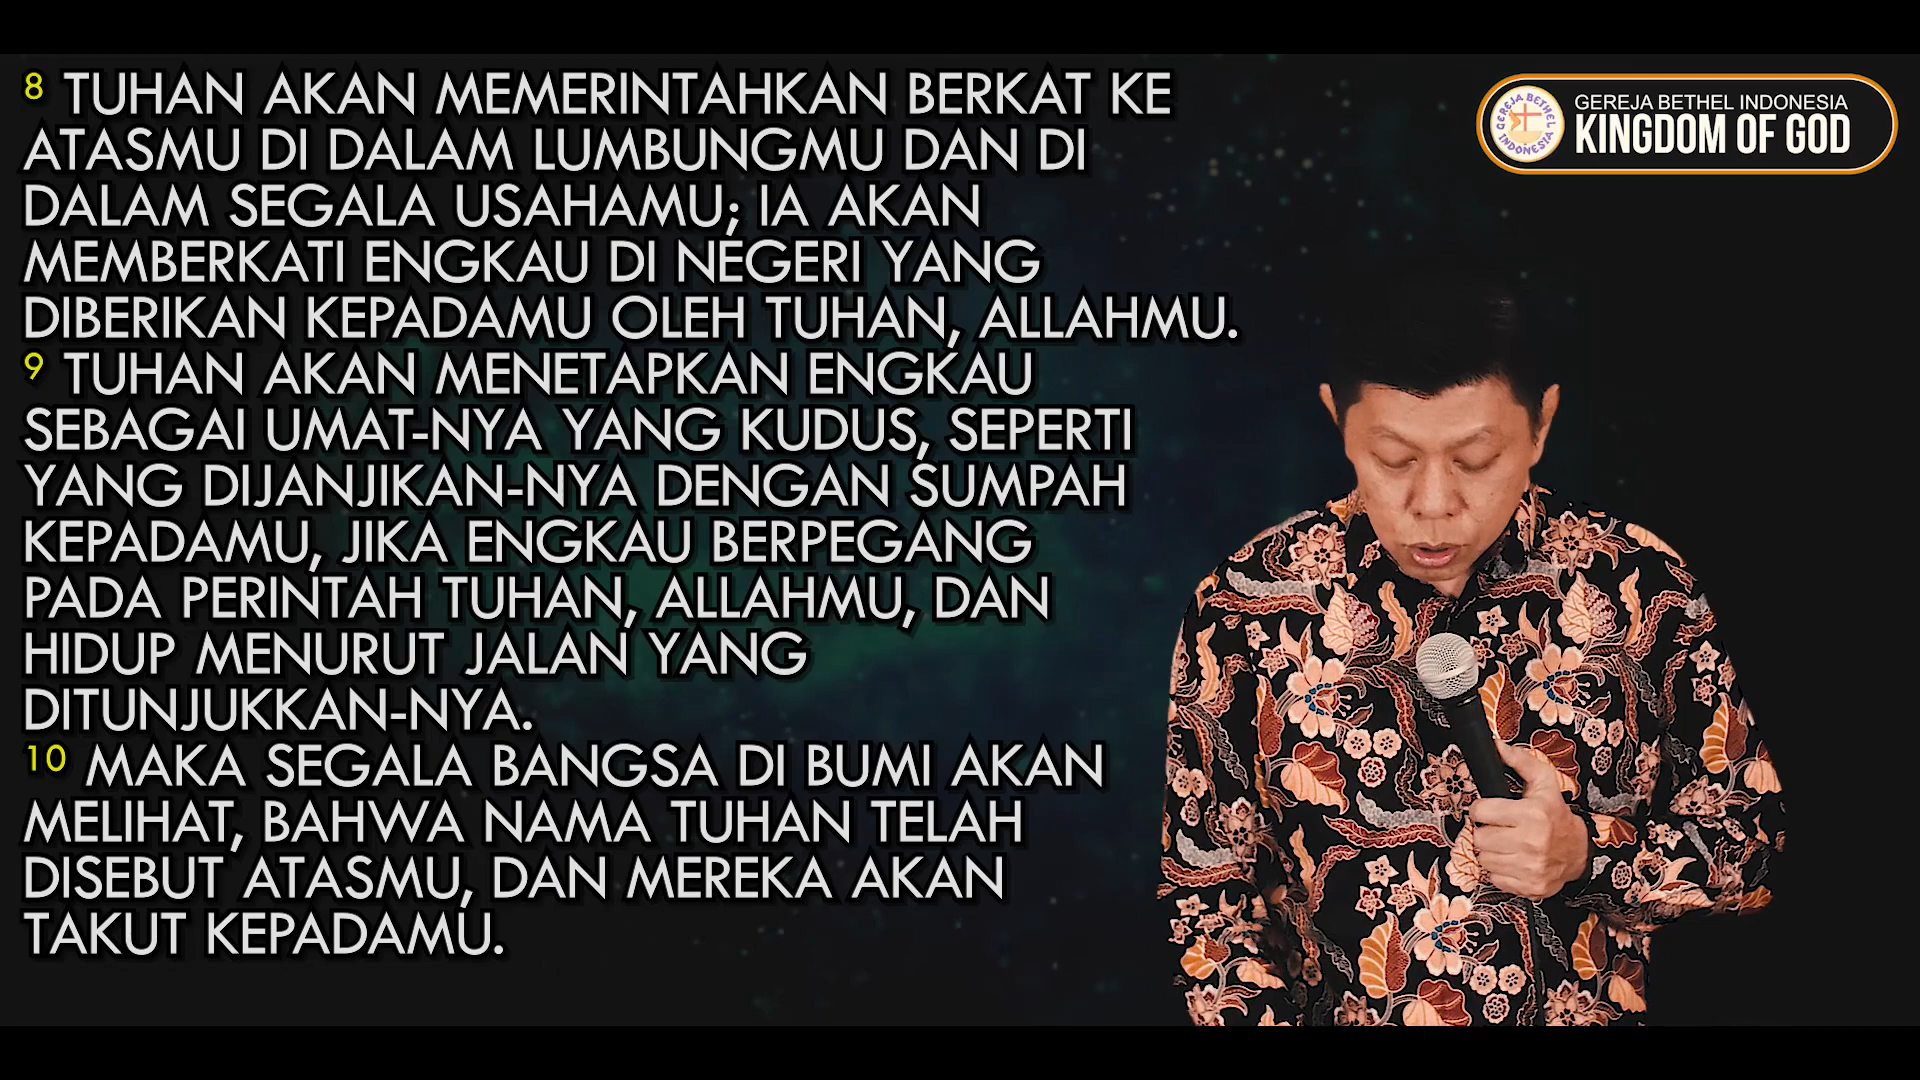 8 TUHAN AKAN MEMERINTAHKAN BERKAT KE
ATASMU DI DALAM LUMBUNGMU DAN DI
DALAM SEGALA USAHAMU; IA AKAN
MEMBERKATI ENGKAU DI NEGERI YANG
DIBERIKAN KEPADAMU OLEH TUHAN, ALLAHMU.
9 TUHAN AKAN MENETAPKAN ENGKAU
SEBAGAI UMAT-NYA YANG KUDUS, SEPERTI
YANG DIJANJIKAN-NYA DENGAN SUMPAH
KEPADAMU, JIKA ENGKAU BERPEGANG
PADA PERINTAH TUHAN, ALLAHMU, DAN
HIDUP MENURUT JALAN YANG
DITUNJUKKAN-NYA.
10 MAKA SEGALA BANGSA DI BUMI AKAN
MELIHAT, BAHWA NAMA TUHAN TELAH
DISEBUT ATASMU, DAN MEREKA AKAN
TAKUT KEPADAMU.
GEREJA BETHEL INDONESIA
GEREJA BETHEL INDONESIA
KINGDOM OF GOD